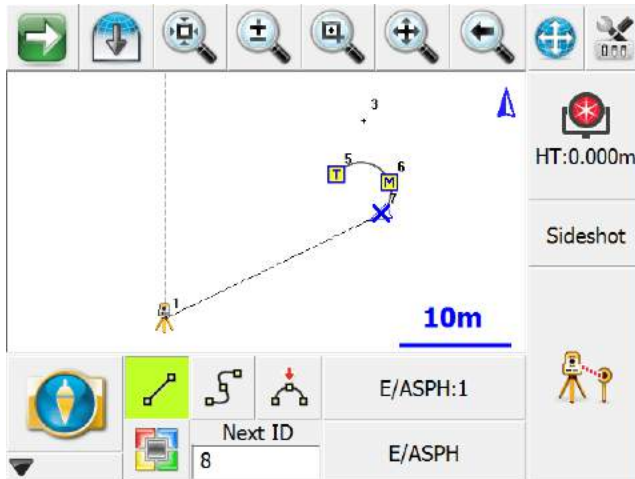 3
5
T
6
M
7
1
10m
HT:0.000m
Sideshot
E/ASPH:1
Next ID
8
E/ASPH